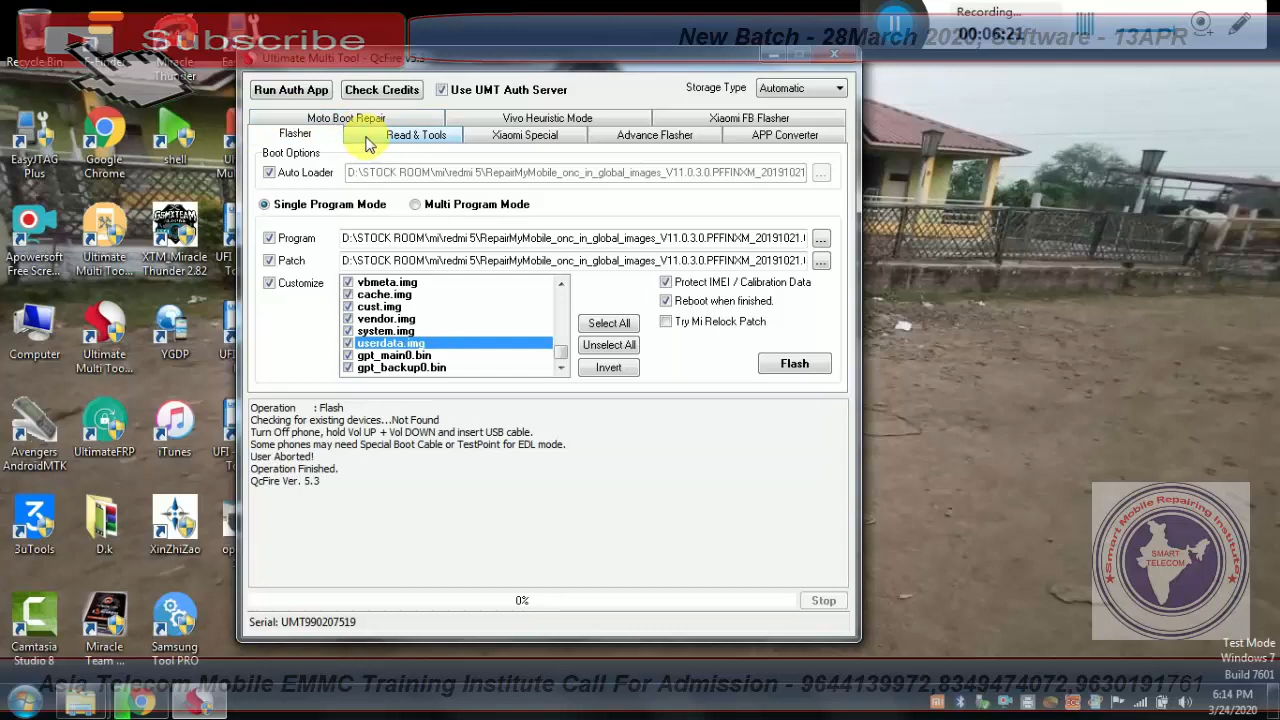 Subscribe
New Batch - 28March 2020, Software - 13APR
Recording...
00:06:21
Recycle Bin
Thunder
Ultimate Multi Tool - QcFire v5.3
Run Auth App
Check Credits
Use UMT Auth Server
Storage Type
Automatic
Moto Boot Repair
Vivo Heuristic Mode
Xiaomi FB Flasher
Flasher
Read & Tools
Xiaomi Special
Advance Flasher
APP Converter
Boot Options
Auto Loader
D:\STOCK ROOM\mi\redmi 5\RepairMyMobile_onc_in_global_images_V11.0.3.0.PFFINXM_20191021
...
Single Program Mode
Multi Program Mode
Program
D:\STOCK ROOM\mi\redmi 5\RepairMyMobile_onc_in_global_images_V11.0.3.0.PFFINXM_20191021.(
...
Patch
D:\STOCK ROOM\mi\redmi 5\RepairMyMobile_onc_in_global_images_V11.0.3.0.PFFINXM_20191021.(
...
Customize
vbmeta.img
cache.img
cust.img
vendor.img
system.img
userdata.img
gpt_main0.bin
gpt_backup0.bin
Select All
Unselect All
Invert
Protect IMEI / Calibration Data
Reboot when finished.
Try Mi Relock Patch
Flash
Operation : Flash
Checking for existing devices...Not Found
Turn Off phone, hold Vol UP + Vol DOWN and insert USB cable.
Some phones may need Special Boot Cable or TestPoint for EDL mode.
User Aborted!
Operation Finished.
QcFire Ver. 5.3
0%
Stop
Serial: UMT990207519
EasyJTAG
Plus
Google
Chrome
shell
Apowersoft
Free Scre...
Ultimate
Multi Too...
GSMXTEAM
XTM_Miracle
Thunder 2.82
UFI
Computer
Ultimate
Multi Too...
YGDP
Avengers
AndroidMTK
UltimateFRP
iTunes
3uTools
D.k
XinZhiZao
Camtasia
Studio 8
Miracle
Team ...
Samsung
Tool PRO
Smart Mobile Repairing Institute
SMART
TELECOM
Test Mode
Windows 7
Build 7601
Asia Telecom Mobile EMMC Training Institute Call For Admission - 9644139972,8349474072,9630191761
6:14 PM
3/24/2020